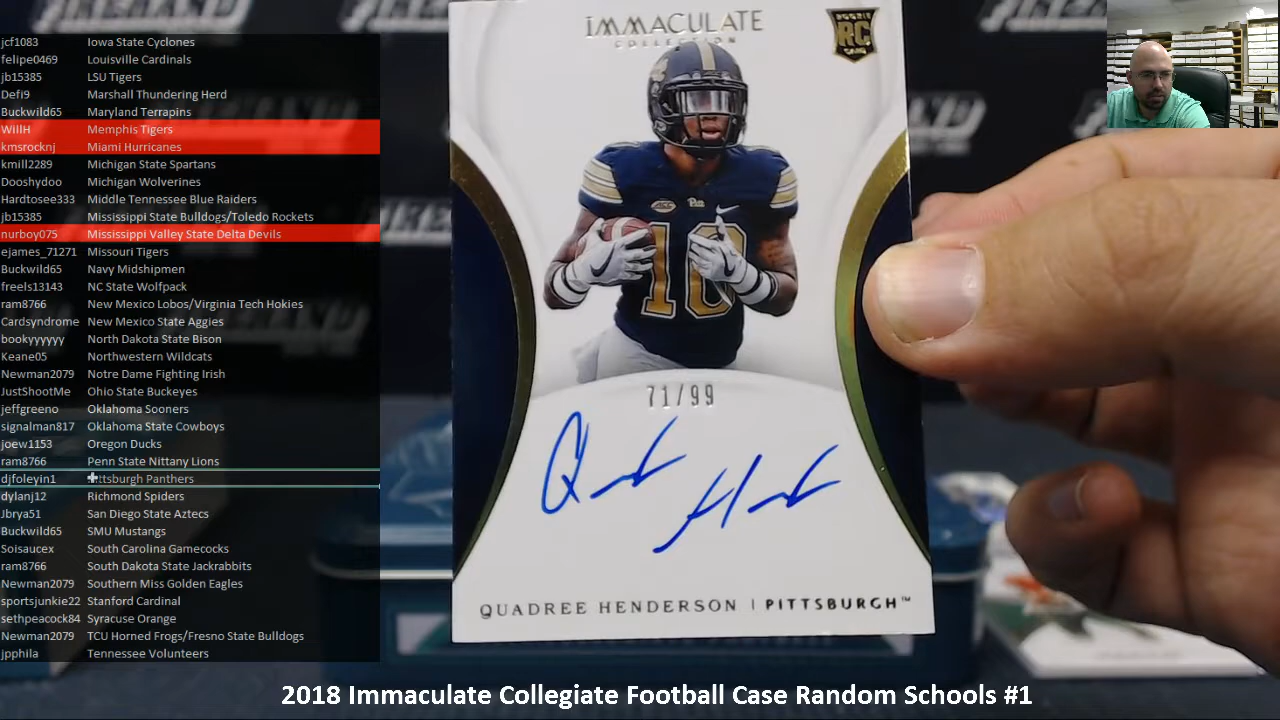 jcf1083 Iowa State Cyclones
felipe0469 Louisville Cardinals
jb15385 LSU Tigers
Defi9 Marshall Thundering Herd
Buckwild65 Maryland Terrapins
WillH Memphis Tigers
kmsrocknj Miami Hurricanes
kmill2289 Michigan State Spartans
Dooshydoo Michigan Wolverines
Hardtosee333 Middle Tennessee Blue Raiders
jb15385 Mississippi State Bulldogs/Toledo Rockets
nurboy075 Mississippi Valley State Delta Devils
ejames_71271 Missouri Tigers
Buckwild65 Navy Midshipmen
freels13143 NC State Wolfpack
ram8766 New Mexico Lobos/Virginia Tech Hokies
Cardsyndrome New Mexico State Aggies
bookyyyyyy North Dakota State Bison
Keane05 Northwestern Wildcats
Newman2079 Notre Dame Fighting Irish
JustShootMe Ohio State Buckeyes
jeffgreeno Oklahoma Sooners
signalman817 Oklahoma State Cowboys
joew1153 Oregon Ducks
ram8766 Penn State Nittany Lions
djfoleyin1 Pittsburgh Panthers
dylanj12 Richmond Spiders
Jbrya51 San Diego State Aztecs
Buckwild65 SMU Mustangs
Soisaucex South Carolina Gamecocks
ram8766 South Dakota State Jackrabbits
Newman2079 Southern Miss Golden Eagles
sportsjunkie22 Stanford Cardinal
sethpeacock84 Syracuse Orange
Newman2079 TCU Horned Frogs/Fresno State Bulldogs
jpphila Tennessee Volunteers
IMMACULATE
COLLECTION
ROOKIE
RC
CARD
ACC Pitt
10
71/99
QUADREE HENDERSON | PITTSBURGH™
2018 Immaculate Collegiate Football Case Random Schools #1